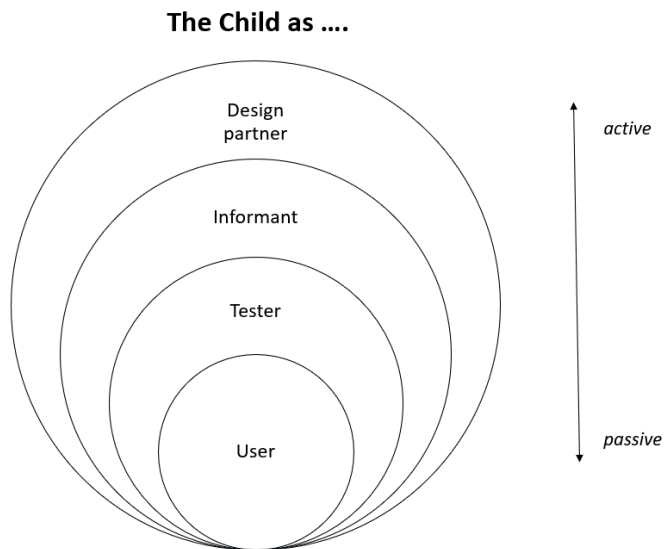 The Child as ....
Design
partner
active
Informant
Tester
passive
User